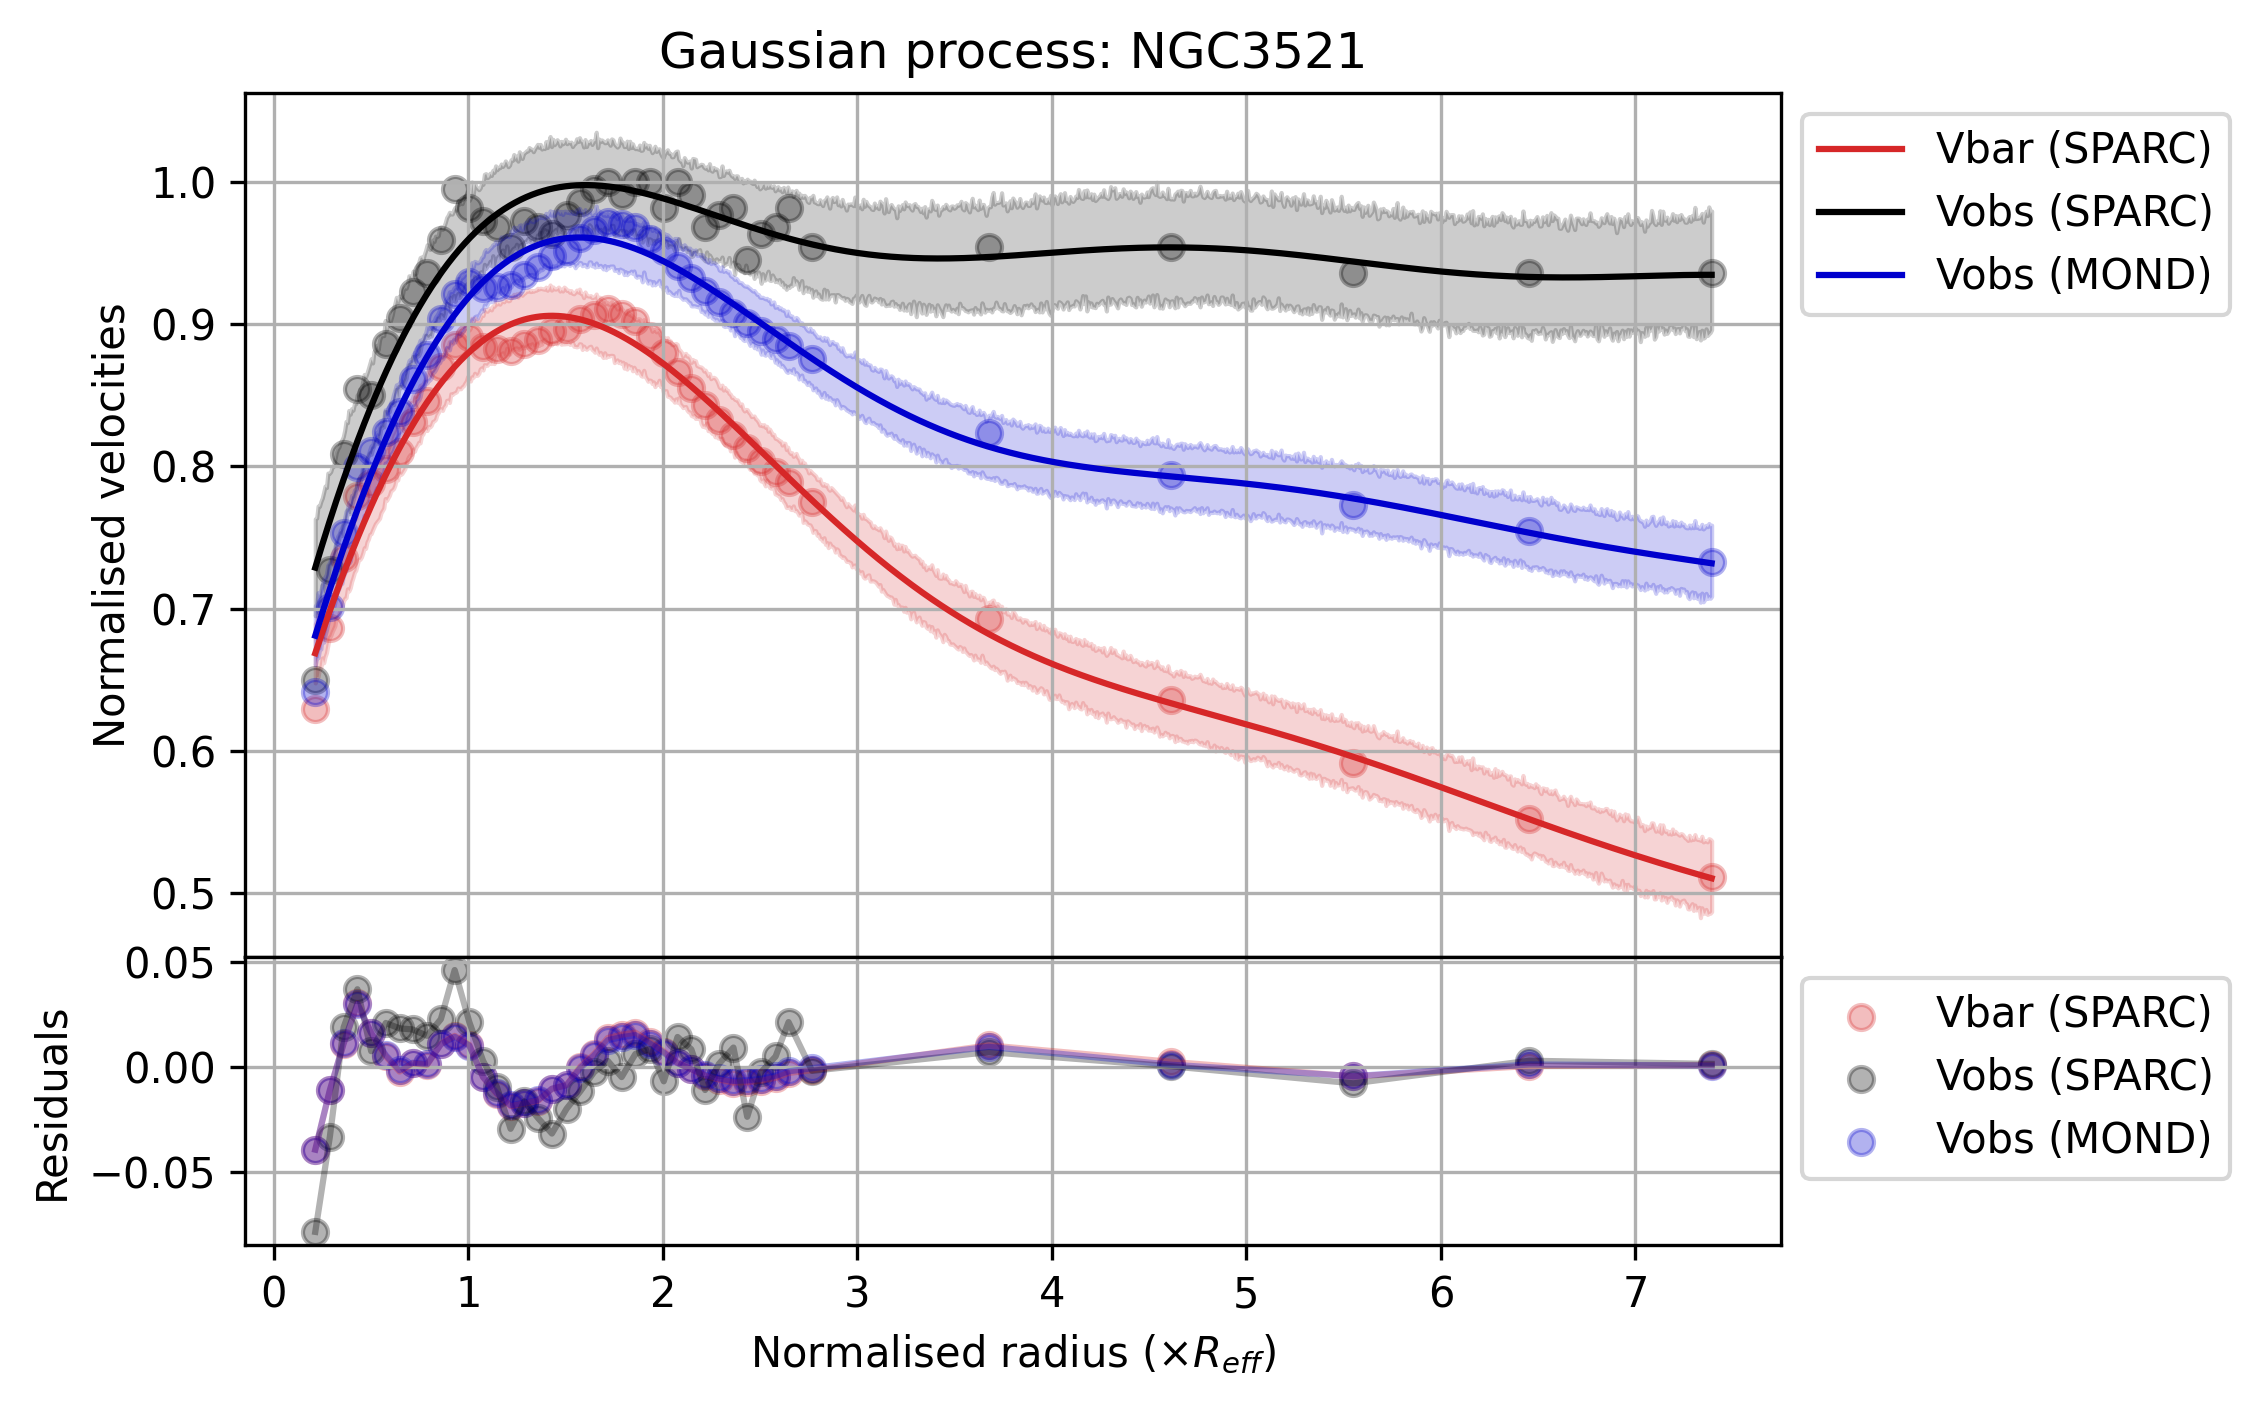 Gaussian process: NGC3521
Normalised velocities
1.0
0.9
0.8
0.7
0.6
0.5
Vbar (SPARC)
Vobs (SPARC)
Vobs (MOND)
Residuals
0.05
0.00
−0.05
Vbar (SPARC)
Vobs (SPARC)
Vobs (MOND)
0 1 2 3 4 5 6 7
Normalised radius (×R_eff)